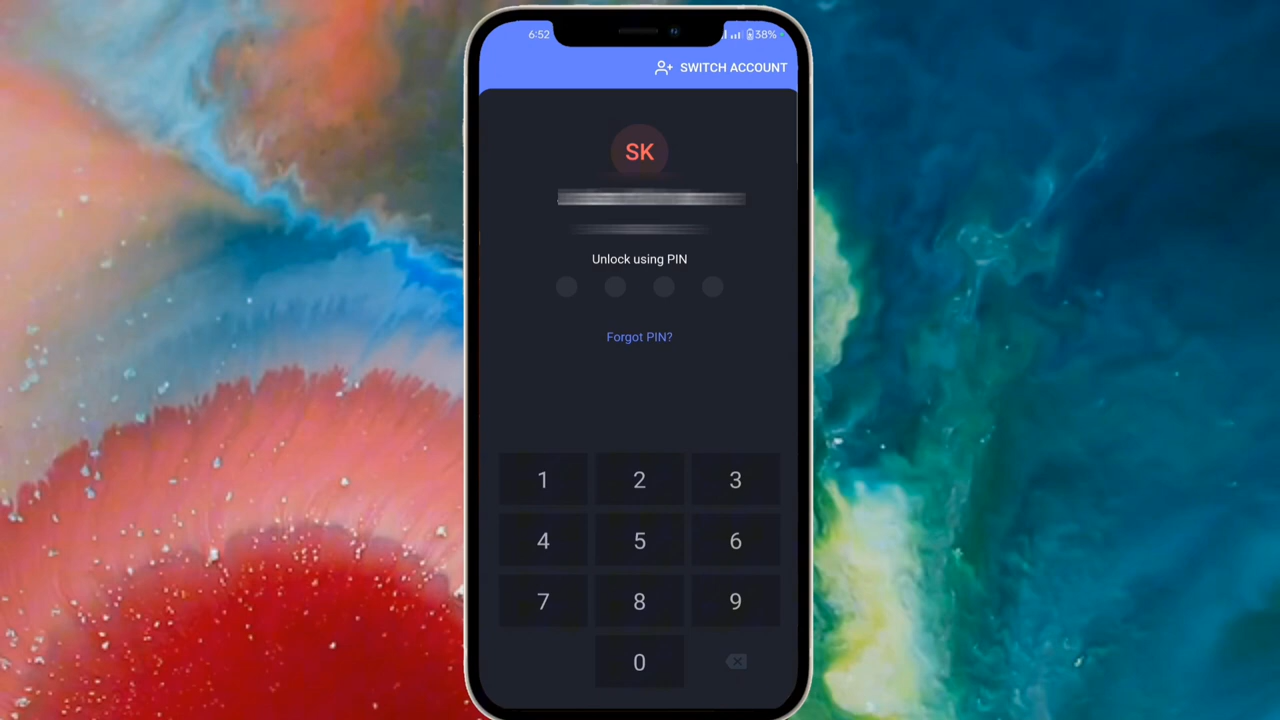 6:52
38%
SWITCH ACCOUNT
SK
Unlock using PIN
Forgot PIN?
1 2 3
4 5 6
7 8 9
0